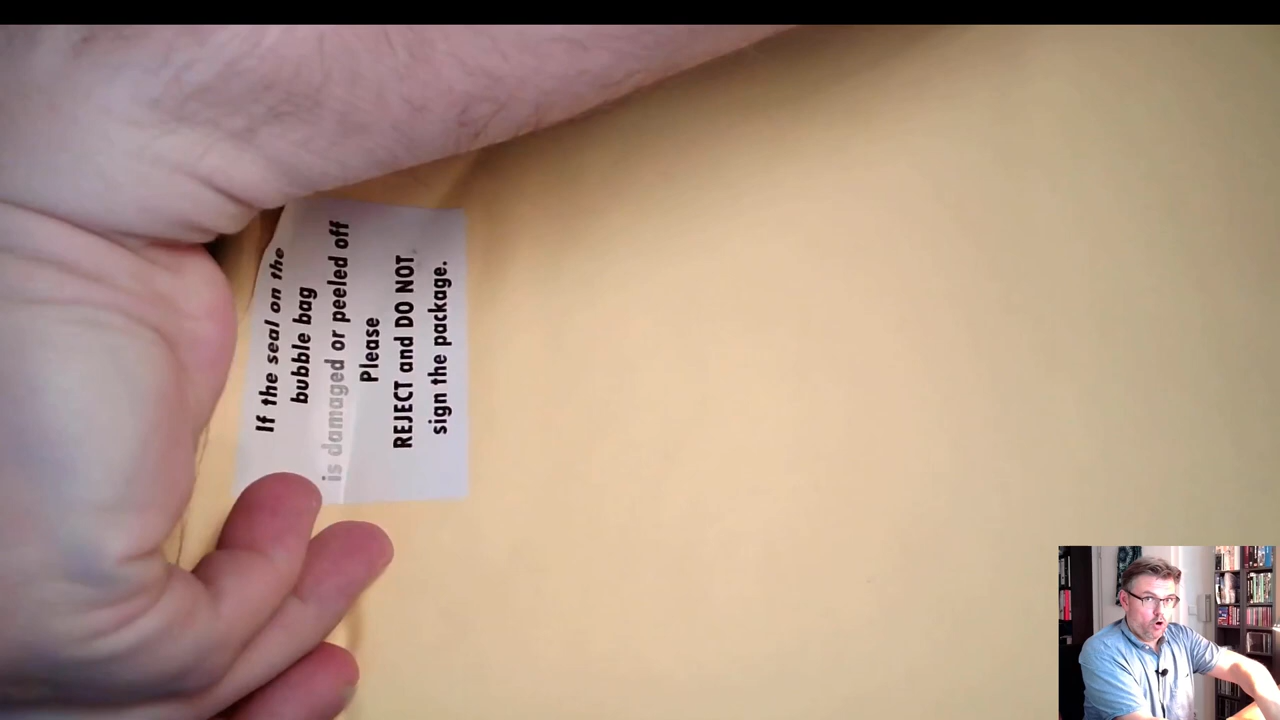 If the seal on the
bubble bag
is damaged or peeled off
Please
REJECT and DO NOT
sign the package.